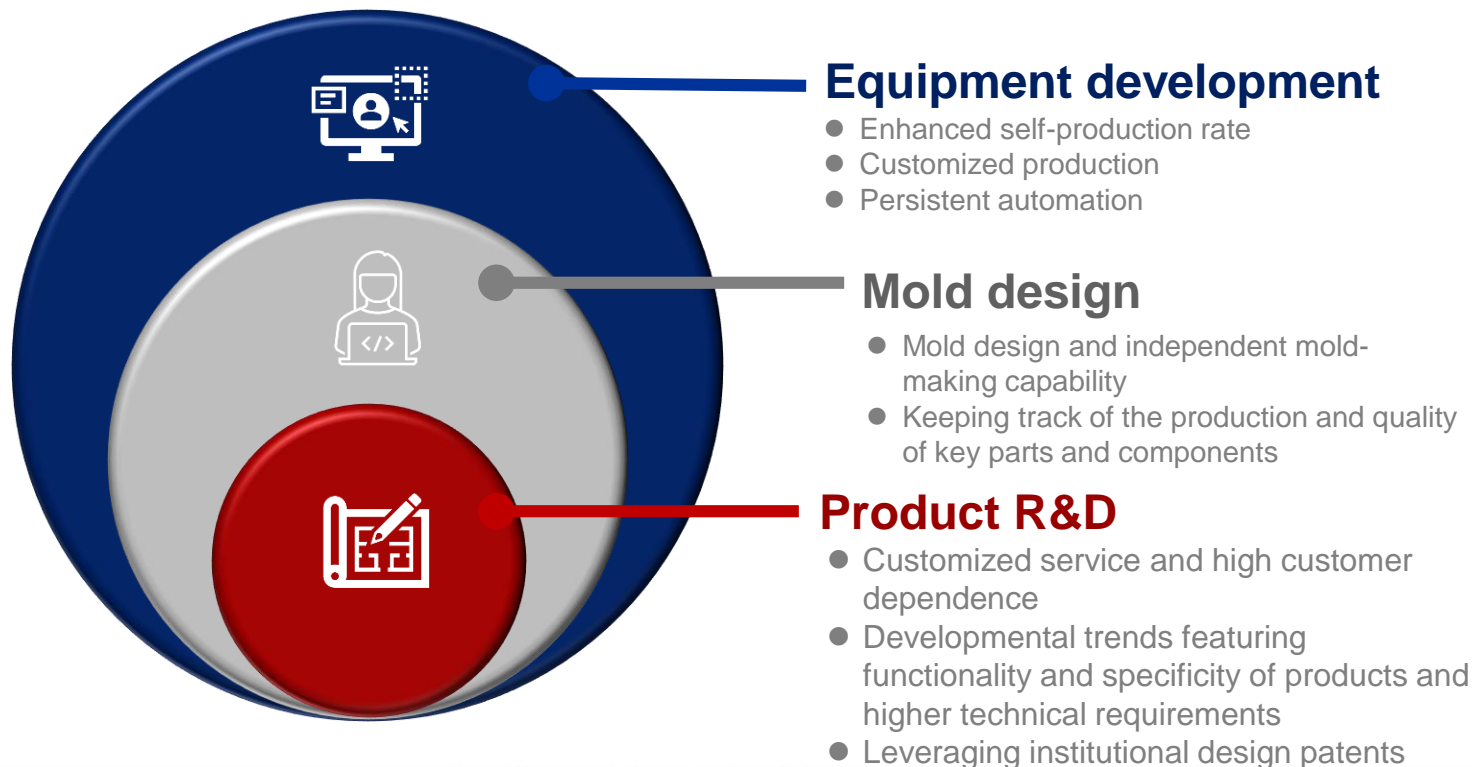 Equipment development
● Enhanced self-production rate
● Customized production
● Persistent automation
Mold design
● Mold design and independent mold-
making capability
● Keeping track of the production and quality
of key parts and components
</>
Product R&D
● Customized service and high customer
dependence
● Developmental trends featuring
functionality and specificity of products and
higher technical requirements
● Leveraging institutional design patents